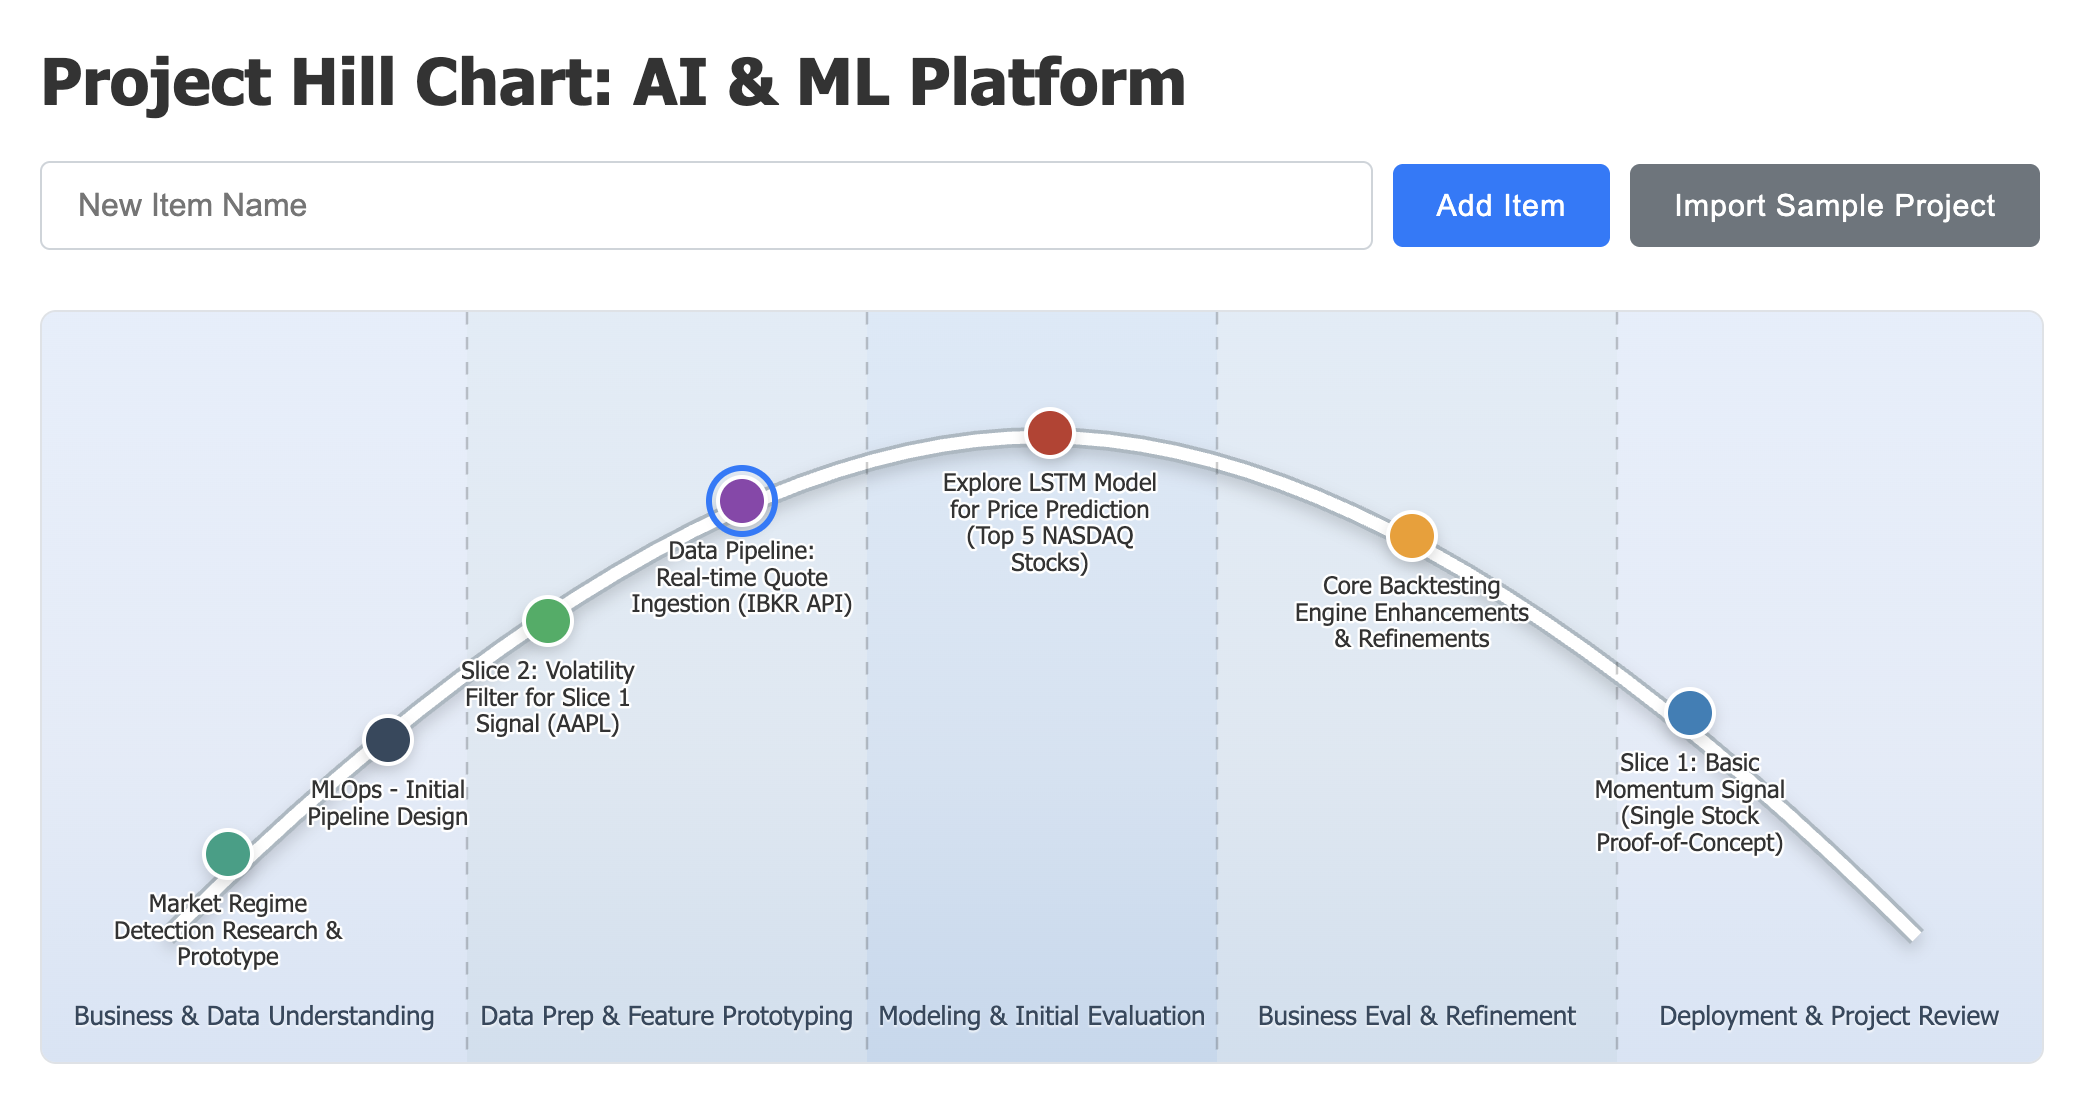 Project Hill Chart: AI & ML Platform
New Item Name
Add Item
Import Sample Project
Market Regime
Detection Research &
Prototype
MLOps - Initial
Pipeline Design
Slice 2: Volatility
Filter for Slice 1
Signal (AAPL)
Data Pipeline:
Real-time Quote
Ingestion (IBKR API)
Explore LSTM Model
for Price Prediction
(Top 5 NASDAQ
Stocks)
Core Backtesting
Engine Enhancements
& Refinements
Slice 1: Basic
Momentum Signal
(Single Stock
Proof-of-Concept)
Business & Data Understanding
Data Prep & Feature Prototyping
Modeling & Initial Evaluation
Business Eval & Refinement
Deployment & Project Review